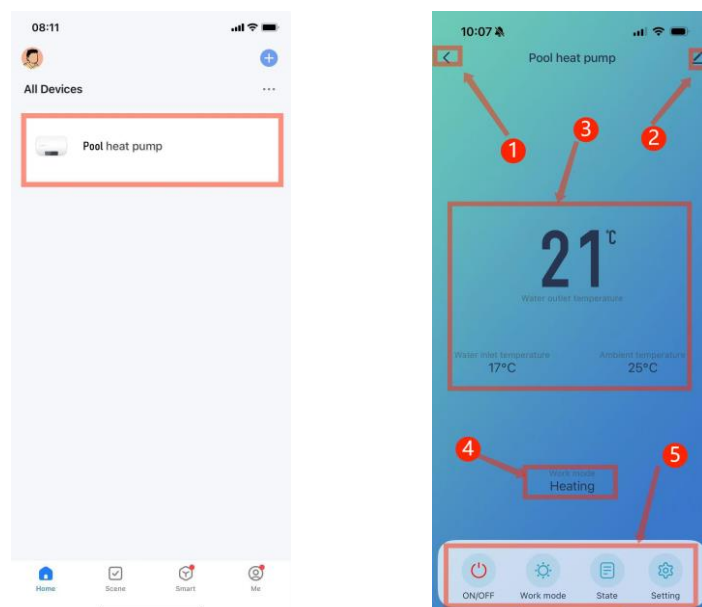 08:11
All Devices
Pool heat pump
Home
Scene
Smart
Me
10:07
Pool heat pump
1
2
3
21°C
Water outlet temperature
Water inlet temperature
Ambient temperature
17°C
25°C
4
5
Work mode
Heating
ON/OFF
Work mode
State
Setting